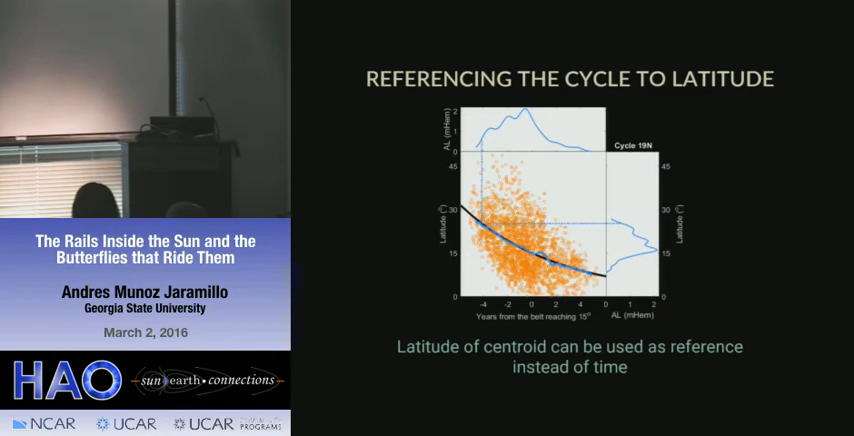 The Rails Inside the Sun and the
Butterflies that Ride Them
Andres Munoz Jaramillo
Georgia State University
March 2, 2016
HAO
sun earth • connections
NCAR
UCAR
UCAR
PROGRAMS
REFERENCING THE CYCLE TO LATITUDE
AL (mHem)
2
1
0
Cycle 19N
Latitude (°)
45
30
15
0
45
30
15
0
Latitude (°)
-4 -2 0 2 4 0 1 2
Years from the belt reaching 15° AL (mHem)
Latitude of centroid can be used as reference
instead of time